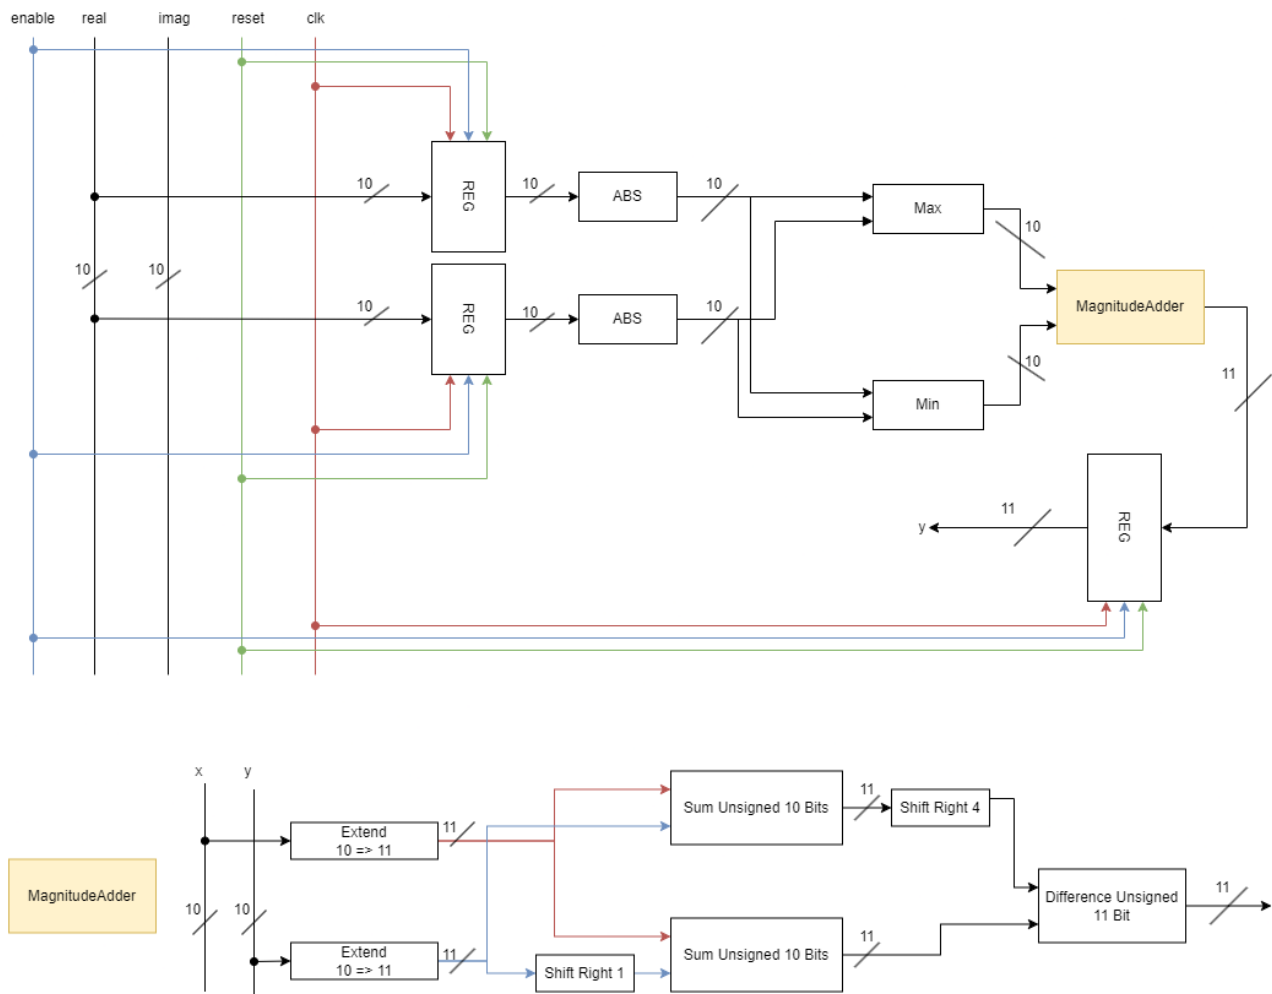 enable real imag reset clk
10 REG 10 ABS 10 Max 10
10 10
10 REG 10 ABS 10
MagnitudeAdder
10
11
Min
REG
11
y
x y
Extend
10 => 11
11
Sum Unsigned 10 Bits
11
Shift Right 4
MagnitudeAdder
10 10
Difference Unsigned
11 Bit
11
Extend
10 => 11
11
Shift Right 1
Sum Unsigned 10 Bits
11